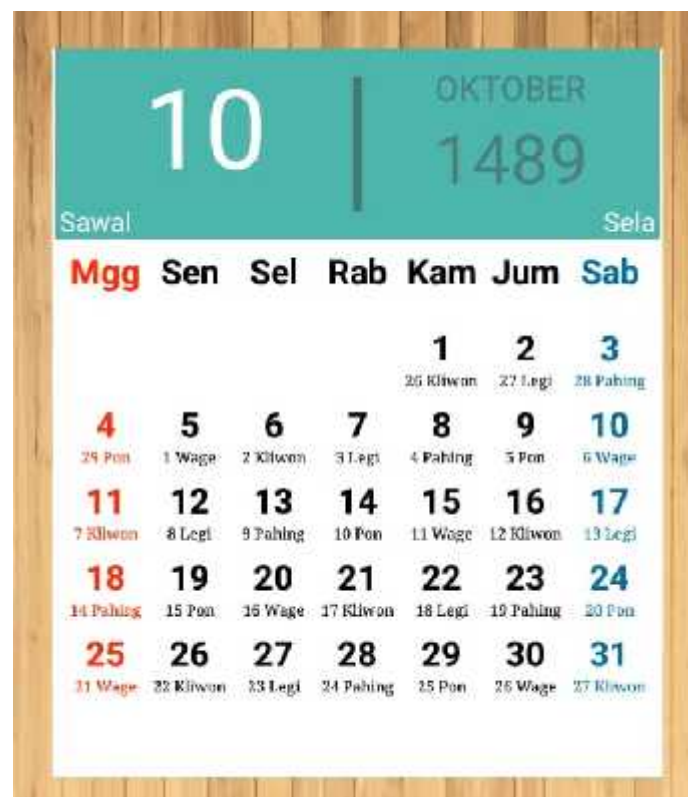 10 OKTOBER
1489
Sawal Sela
Mgg Sen Sel Rab Kam Jum Sab
1 2 3
26 Kliwon 27 Legi 28 Pahing
4 5 6 7 8 9 10
29 Pon 1 Wage 2 Kliwon 3 Legi 4 Pahing 5 Pon 6 Wage
11 12 13 14 15 16 17
7 Kliwon 8 Legi 9 Pahing 10 Pon 11 Wage 12 Kliwon 13 Legi
18 19 20 21 22 23 24
14 Pahing 15 Pon 16 Wage 17 Kliwon 18 Legi 19 Pahing 20 Pon
25 26 27 28 29 30 31
21 Wage 22 Kliwon 23 Legi 24 Pahing 25 Pon 26 Wage 27 Kliwon